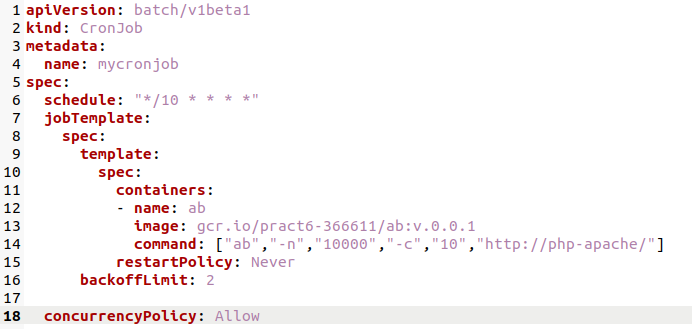 1 apiVersion: batch/v1beta1
2 kind: CronJob
3 metadata:
4   name: mycronjob
5 spec:
6   schedule: "*/10 * * * *"
7   jobTemplate:
8     spec:
9       template:
10         spec:
11           containers:
12           - name: ab
13             image: gcr.io/pract6-366611/ab:v.0.0.1
14             command: ["ab","-n","10000","-c","10","http://php-apache/"]
15           restartPolicy: Never
16       backoffLimit: 2
17
18   concurrencyPolicy: Allow